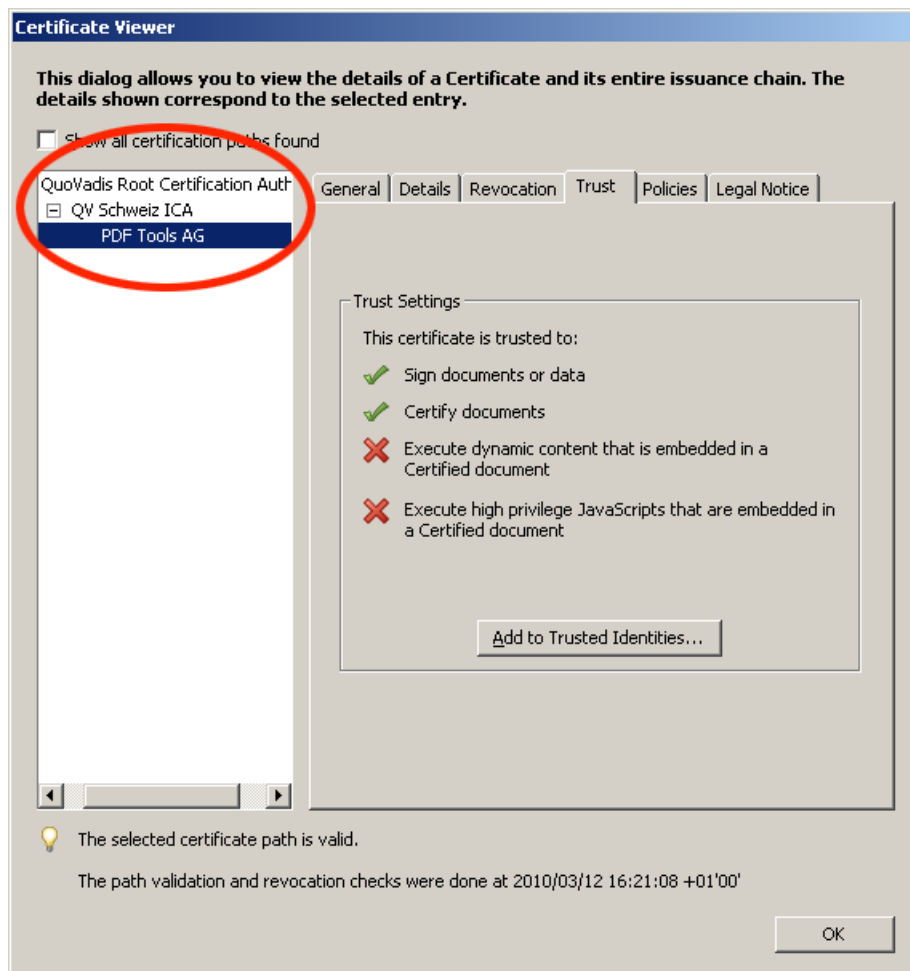 Certificate Viewer
This dialog allows you to view the details of a Certificate and its entire issuance chain. The
details shown correspond to the selected entry.
Show all certification paths found
QuoVadis Root Certification Auth
QV Schweiz ICA
PDF Tools AG
General
Details
Revocation
Trust
Policies
Legal Notice
Trust Settings
This certificate is trusted to:
Sign documents or data
Certify documents
Execute dynamic content that is embedded in a
Certified document
Execute high privilege JavaScripts that are embedded in
a Certified document
Add to Trusted Identities...
The selected certificate path is valid.
The path validation and revocation checks were done at 2010/03/12 16:21:08 +01'00'
OK